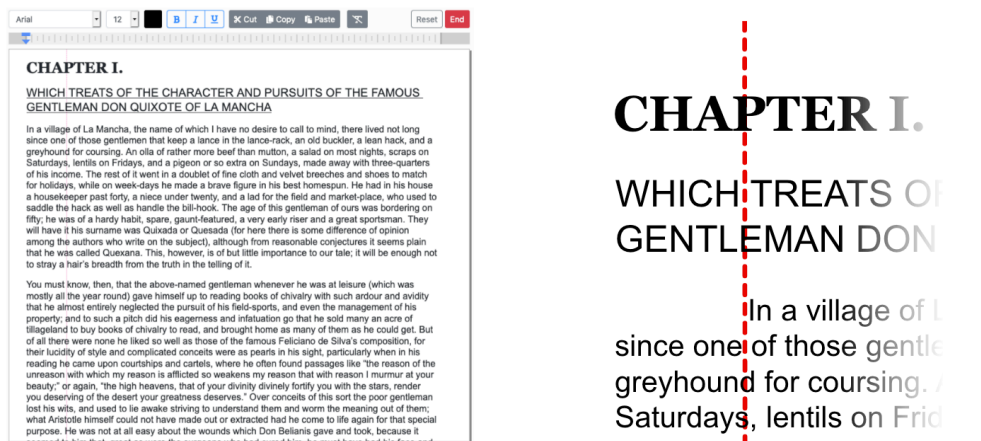 Arial 12 B I U Cut Copy Paste Reset End
CHAPTER I.
WHICH TREATS OF THE CHARACTER AND PURSUITS OF THE FAMOUS
GENTLEMAN DON QUIXOTE OF LA MANCHA
In a village of La Mancha, the name of which I have no desire to call to mind, there lived not long
since one of those gentlemen that keep a lance in the lance-rack, an old buckler, a lean hack, and a
greyhound for coursing. An olla of rather more beef than mutton, a salad on most nights, scraps on
Saturdays, lentils on Fridays, and a pigeon or so extra on Sundays, made away with three-quarters
of his income. The rest of it went in a doublet of fine cloth and velvet breeches and shoes to match
for holidays, while on week-days he made a brave figure in his best homespun. He had in his house
a housekeeper past forty, a niece under twenty, and a lad for the field and market-place, who used to
saddle the hack as well as handle the bill-hook. The age of this gentleman of ours was bordering on
fifty; he was of a hardy habit, spare, gaunt-featured, a very early riser and a great sportsman. They
will have it his surname was Quixada or Quesada (for here there is some difference of opinion
among the authors who write on the subject), although from reasonable conjectures it seems plain
that he was called Quexana. This, however, is of but little importance to our tale; it will be enough not
to stray a hair's breadth from the truth in the telling of it.
You must know, then, that the above-named gentleman whenever he was at leisure (which was
mostly all the year round) gave himself up to reading books of chivalry with such ardour and avidity
that he almost entirely neglected the pursuit of his field-sports, and even the management of his
property; and to such a pitch did his eagerness and infatuation go that he sold many an acre of
tillageland to buy books of chivalry to read, and brought home as many of them as he could get. But
of all there were none he liked so well as those of the famous Feliciano de Silva's composition, for
their lucidity of style and complicated conceits were as pearls in his sight, particularly when in his
reading he came upon courtships and cartels, where he often found passages like “the reason of the
unreason with which my reason is afflicted so weakens my reason that with reason I murmur at your
beauty;” or again, “the high heavens, that of your divinity divinely fortify you with the stars, render
you deserving of the desert your greatness deserves.” Over conceits of this sort the poor gentleman
lost his wits, and used to lie awake striving to understand them and worm the meaning out of them;
what Aristotle himself could not have made out or extracted had he come to life again for that special
purpose. He was not at all easy about the wounds which Don Belianis gave and took, because it
CHAPTER I.
WHICH TREATS OF
GENTLEMAN DON
In a village of L
since one of those gentle
greyhound for coursing. A
Saturdays, lentils on Frid